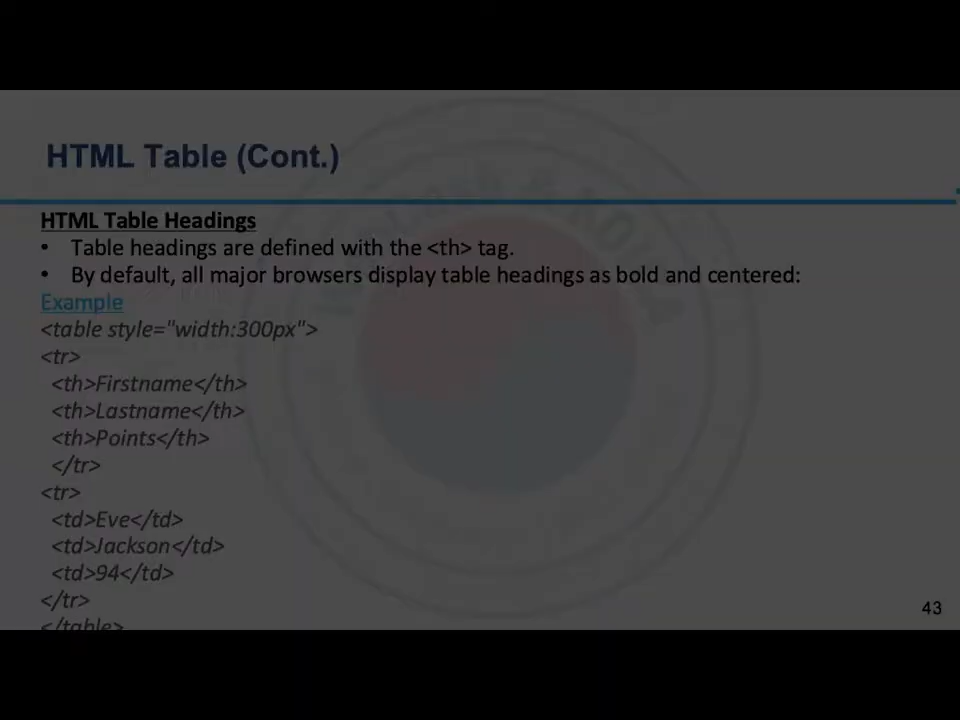 HTML Table (Cont.)
HTML Table Headings
• Table headings are defined with the <th> tag.
• By default, all major browsers display table headings as bold and centered:
Example
<table style="width:300px">
<tr>
<th>Firstname</th>
<th>Lastname</th>
<th>Points</th>
</tr>
<tr>
<td>Eve</td>
<td>Jackson</td>
<td>94</td>
</tr>
</table>
43